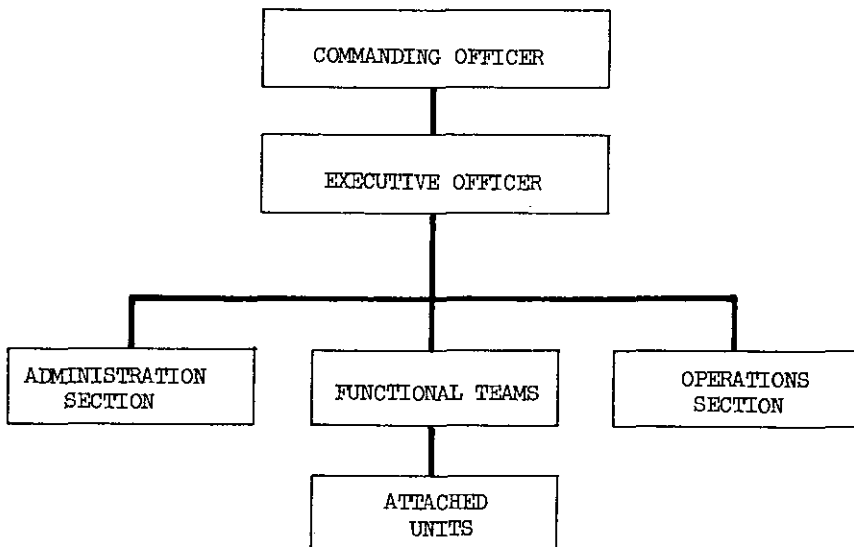 COMMANDING OFFICER
EXECUTIVE OFFICER
ADMINISTRATION
SECTION
FUNCTIONAL TEAMS
OPERATIONS
SECTION
ATTACHED
UNITS